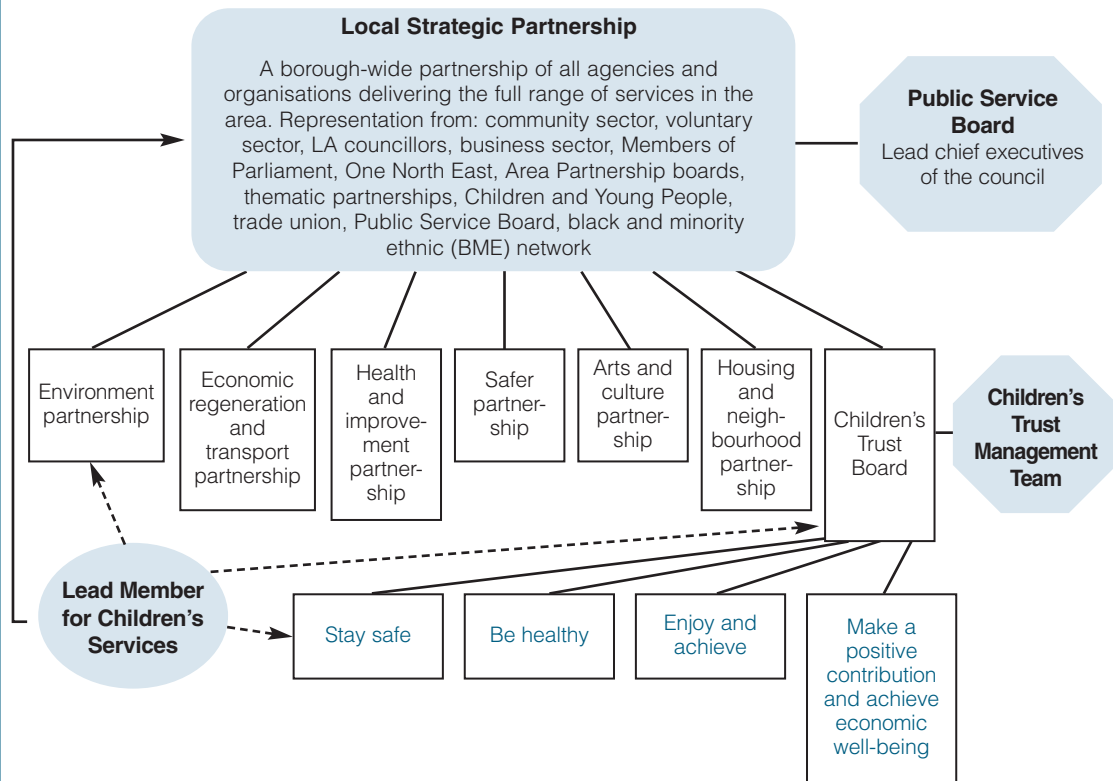 Local Strategic Partnership
A borough-wide partnership of all agencies and
organisations delivering the full range of services in the
area. Representation from: community sector, voluntary
sector, LA councillors, business sector, Members of
Parliament, One North East, Area Partnership boards,
thematic partnerships, Children and Young People,
trade union, Public Service Board, black and minority
ethnic (BME) network
Public Service
Board
Lead chief executives
of the council
Environment
partnership
Economic
regeneration
and
transport
partnership
Health
and
improve-
ment
partner-
ship
Safer
partner-
ship
Arts and
culture
partner-
ship
Housing
and
neigh-
bourhood
partner-
ship
Children's
Trust
Board
Children's
Trust
Management
Team
Lead Member
for Children's
Services
Stay safe
Be healthy
Enjoy and
achieve
Make a
positive
contribution
and achieve
economic
well-being